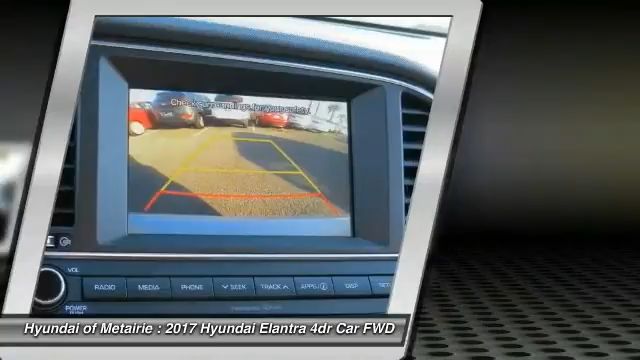 Check surroundings for your safety
VOL
RADIO MEDIA PHONE SEEK TRACK DISP
POWER
Hyundai of Metairie : 2017 Hyundai Elantra 4dr Car FWD